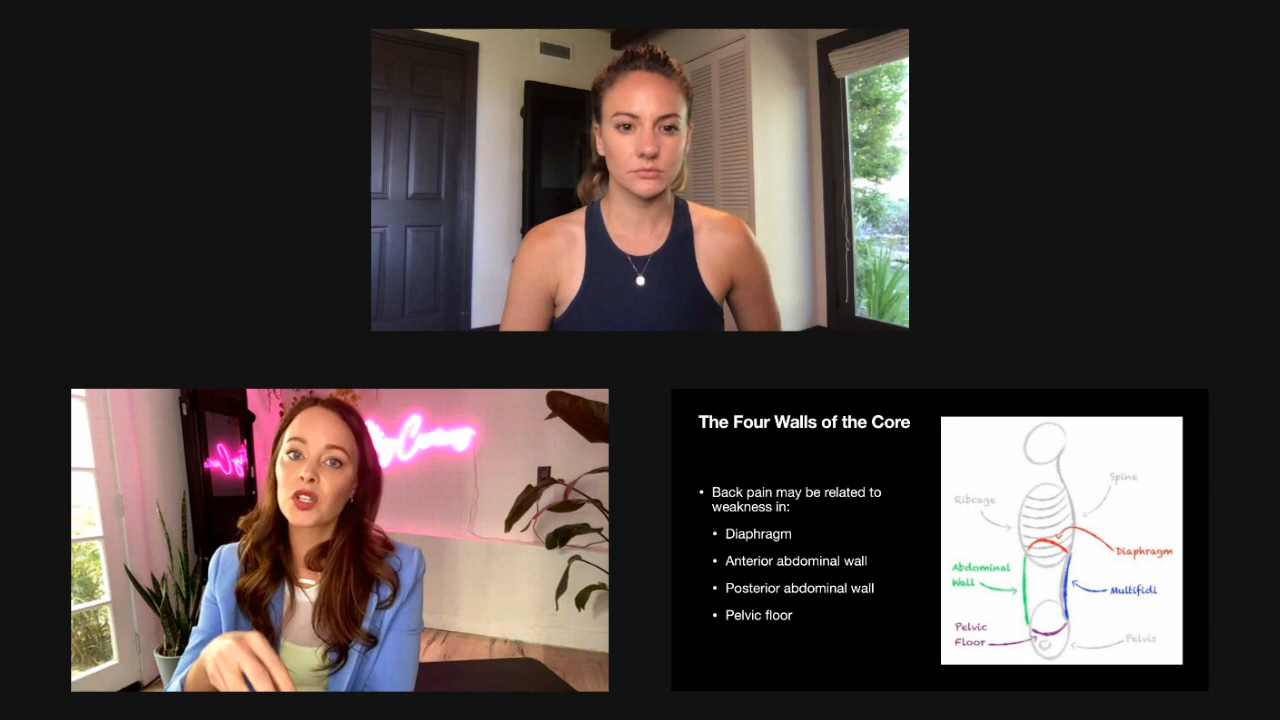 The Four Walls of the Core
• Back pain may be related to
weakness in:
• Diaphragm
• Anterior abdominal wall
• Posterior abdominal wall
• Pelvic floor
Spine
Ribcage
Diaphragm
Abdominal
Wall
Multifidi
Pelvic
Floor
Pelvis